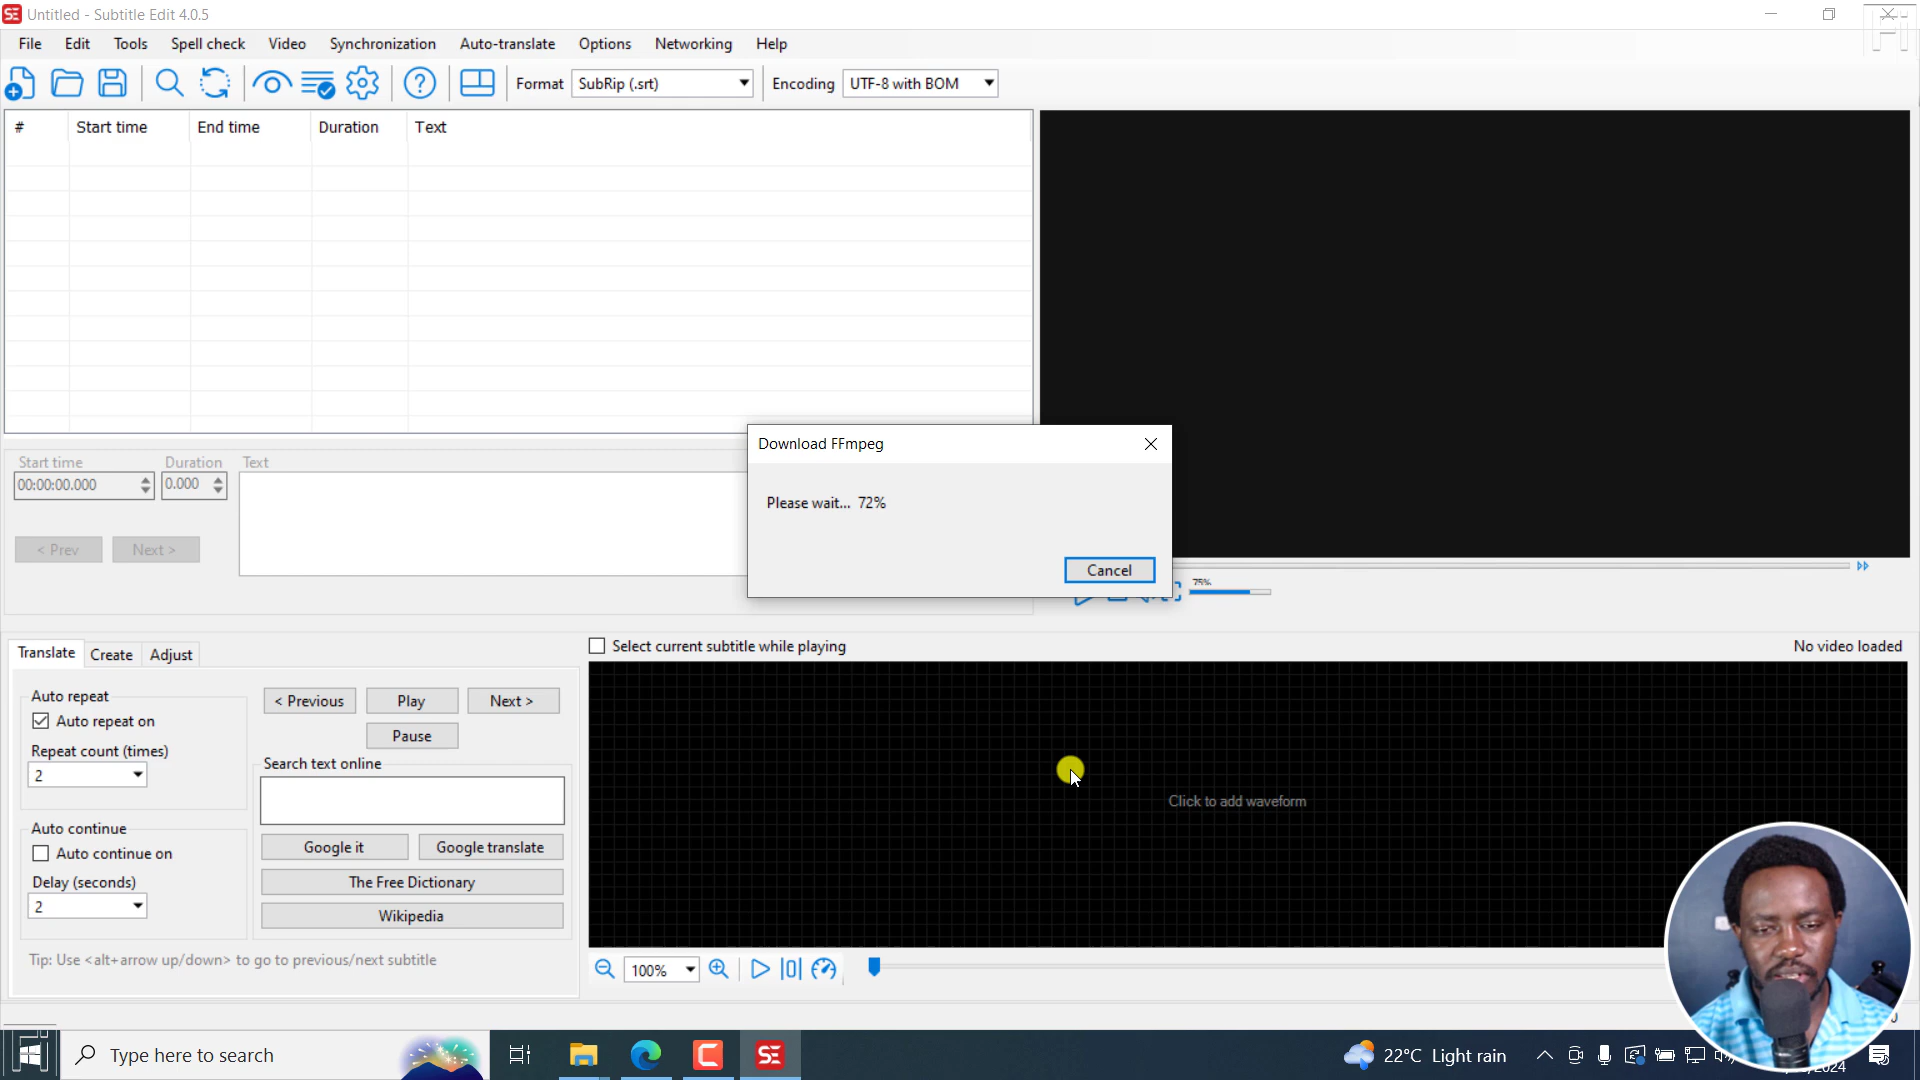 SE Untitled - Subtitle Edit 4.0.5
File Edit Tools Spell check Video Synchronization Auto-translate Options Networking Help
Format SubRip (.srt) Encoding UTF-8 with BOM
# Start time End time Duration Text
Download FFmpeg
Please wait... 72%
Cancel
Start time Duration Text
00:00:00.000 0.000
< Prev Next >
75%
Select current subtitle while playing No video loaded
Translate Create Adjust
Auto repeat
Auto repeat on
Repeat count (times)
2
< Previous Play Next >
Pause
Search text online
Click to add waveform
Auto continue
Auto continue on
Delay (seconds)
2
Google it Google translate
The Free Dictionary
Wikipedia
Tip: Use <alt+arrow up/down> to go to previous/next subtitle
100%
Type here to search
SE
22°C Light rain